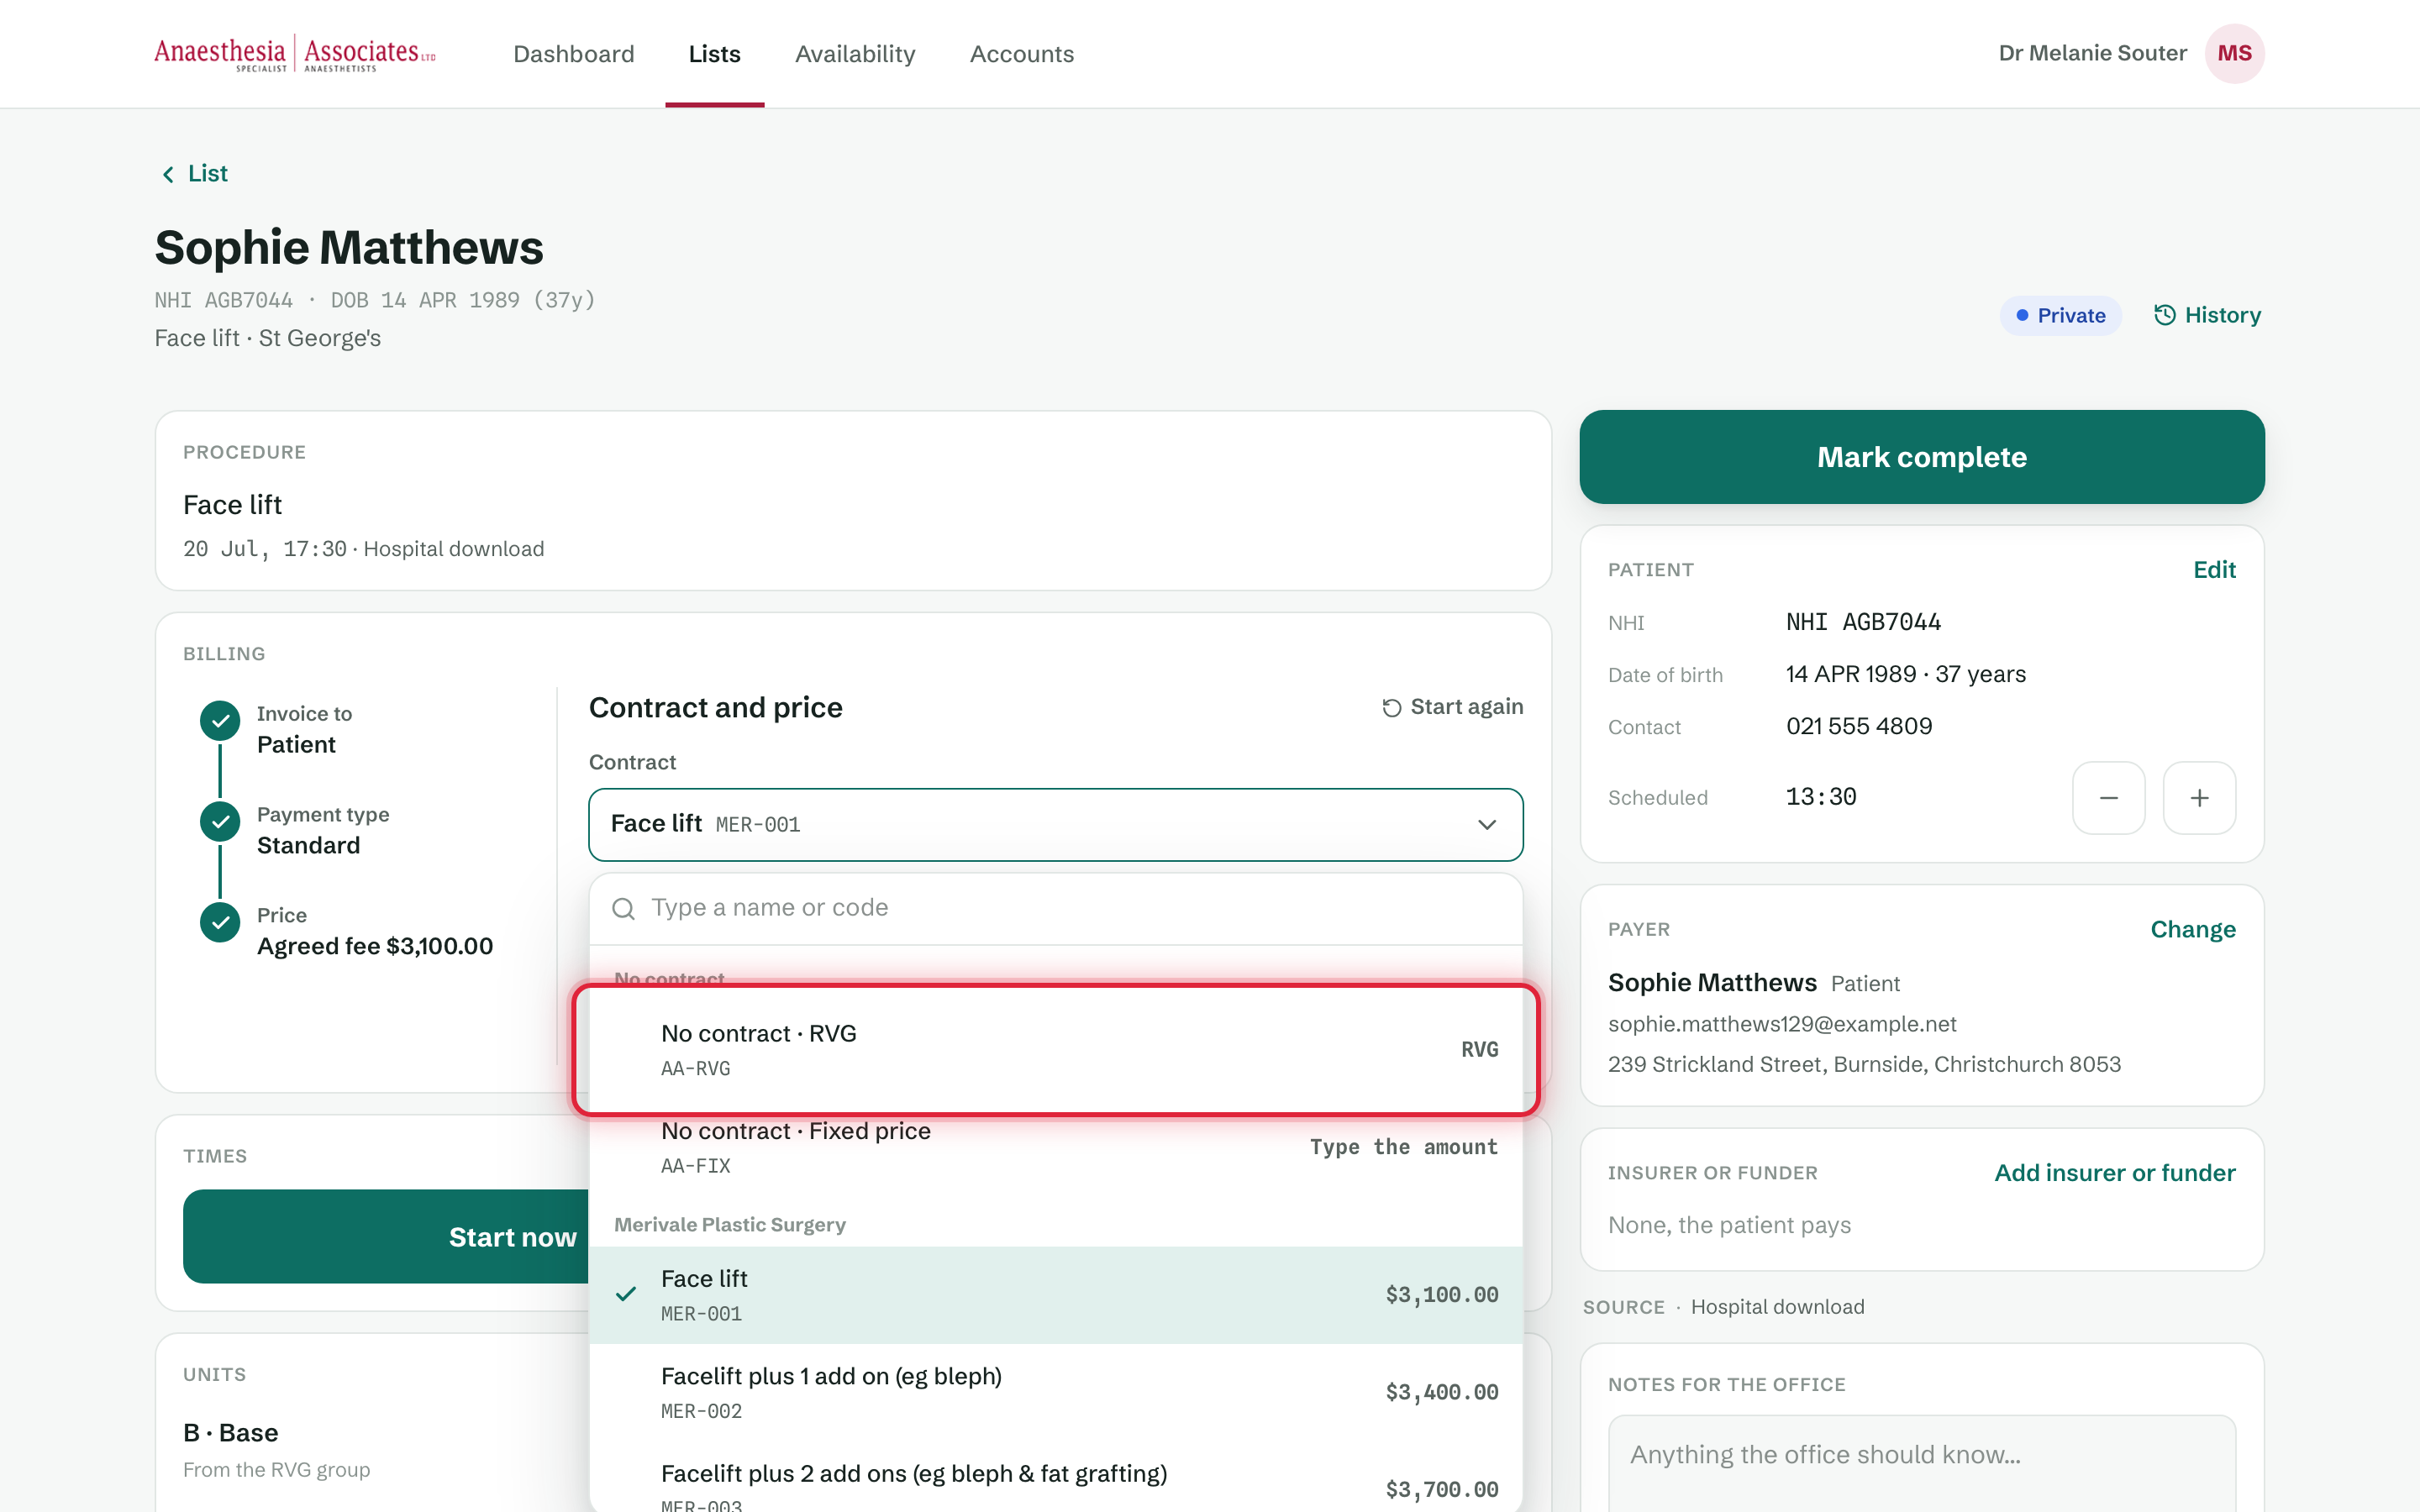 Anaesthesia Associates LTD
SPECIALIST ANAESTHETISTS
Dashboard
Lists
Availability
Accounts
Dr Melanie Souter
MS
List
Sophie Matthews
NHI AGB7044 · DOB 14 APR 1989 (37y)
Face lift · St George's
Private
History
PROCEDURE
Face lift
20 Jul, 17:30 · Hospital download
BILLING
Invoice to
Patient
Payment type
Standard
Price
Agreed fee $3,100.00
Contract and price
Start again
Contract
Face lift MER-001
Type a name or code
No contract
No contract · RVG
AA-RVG
RVG
No contract · Fixed price
AA-FIX
Type the amount
Merivale Plastic Surgery
Face lift
MER-001
$3,100.00
Facelift plus 1 add on (eg bleph)
MER-002
$3,400.00
Facelift plus 2 add ons (eg bleph & fat grafting)
MER-003
$3,700.00
TIMES
Start now
UNITS
B · Base
From the RVG group
Mark complete
PATIENT
Edit
NHI
NHI AGB7044
Date of birth
14 APR 1989 · 37 years
Contact
021 555 4809
Scheduled
13:30
PAYER
Change
Sophie Matthews Patient
sophie.matthews129@example.net
239 Strickland Street, Burnside, Christchurch 8053
INSURER OR FUNDER
Add insurer or funder
None, the patient pays
SOURCE · Hospital download
NOTES FOR THE OFFICE
Anything the office should know...